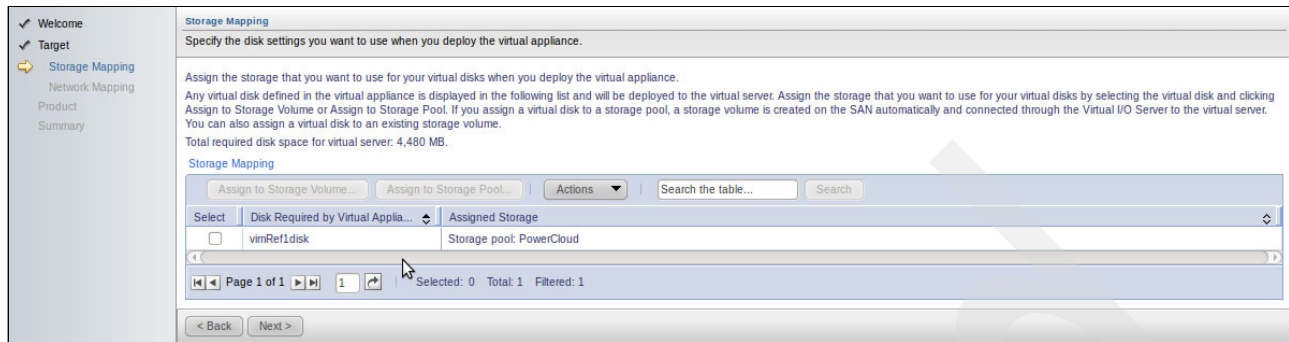 Welcome
Target
Storage Mapping
Network Mapping
Product
Summary
Storage Mapping
Specify the disk settings you want to use when you deploy the virtual appliance.
Assign the storage that you want to use for your virtual disks when you deploy the virtual appliance.
Any virtual disk defined in the virtual appliance is displayed in the following list and will be deployed to the virtual server. Assign the storage that you want to use for your virtual disks by selecting the virtual disk and clicking
Assign to Storage Volume or Assign to Storage Pool. If you assign a virtual disk to a storage pool, a storage volume is created on the SAN automatically and connected through the Virtual I/O Server to the virtual server.
You can also assign a virtual disk to an existing storage volume.
Total required disk space for virtual server: 4,480 MB.
Storage Mapping
Assign to Storage Volume... Assign to Storage Pool... Actions Search the table... Search
Select Disk Required by Virtual Applia... Assigned Storage
vimRef1disk Storage pool: PowerCloud
Page 1 of 1 1 Selected: 0 Total: 1 Filtered: 1
< Back Next >